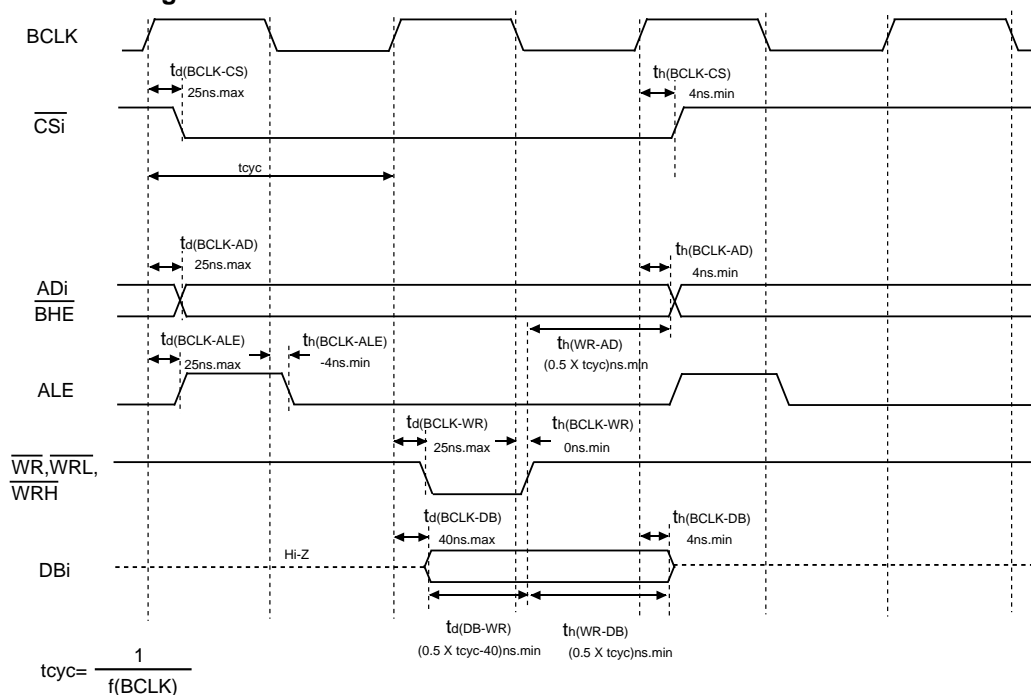 BCLK
td(BCLK-CS)
25ns.max
th(BCLK-CS)
4ns.min
CSi
tcyc
td(BCLK-AD)
25ns.max
th(BCLK-AD)
4ns.min
ADi
BHE
td(BCLK-ALE)
25ns.max
th(BCLK-ALE)
-4ns.min
th(WR-AD)
(0.5 X tcyc)ns.min
ALE
td(BCLK-WR)
25ns.max
th(BCLK-WR)
0ns.min
WR,WRL,
WRH
td(BCLK-DB)
40ns.max
th(BCLK-DB)
4ns.min
Hi-Z
DBi
td(DB-WR)
(0.5 X tcyc-40)ns.min
th(WR-DB)
(0.5 X tcyc)ns.min
tcyc= 1
f(BCLK)